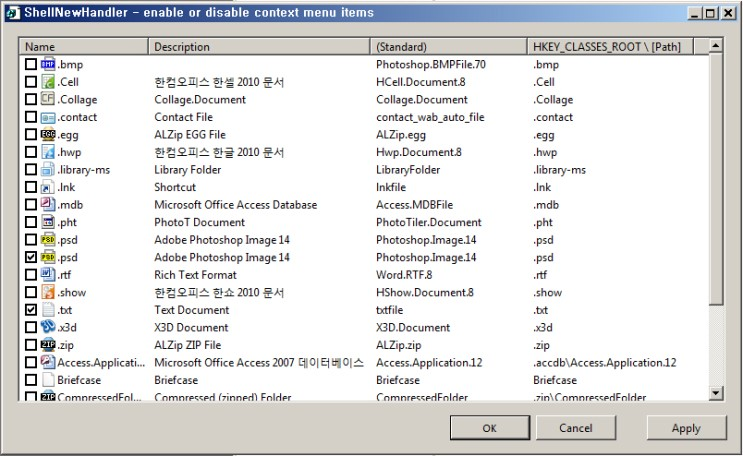 ShellNewHandler - enable or disable context menu items
Name Description (Standard) HKEY_CLASSES_ROOT \ [Path]
BMP .bmp Photoshop.BMPFile.70 .bmp
.Cell 한컴오피스 한셀 2010 문서 HCell.Document.8 .Cell
CF .Collage Collage.Document Collage.Document .Collage
.contact Contact File contact_wab_auto_file .contact
EGG .egg ALZip EGG File ALZip.egg .egg
.hwp 한컴오피스 한글 2010 문서 Hwp.Document.8 .hwp
.library-ms Library Folder LibraryFolder .library-ms
.lnk Shortcut lnkfile .lnk
.mdb Microsoft Office Access Database Access.MDBFile .mdb
.pht PhotoT Document PhotoTiler.Document .pht
PSD .psd Adobe Photoshop Image 14 Photoshop.Image.14 .psd
PSD .psd Adobe Photoshop Image 14 Photoshop.Image.14 .psd
.rtf Rich Text Format Word.RTF.8 .rtf
.show 한컴오피스 한쇼 2010 문서 HShow.Document.8 .show
.txt Text Document txtfile .txt
.x3d X3D Document X3D.Document .x3d
ZIP .zip ALZip ZIP File ALZip.zip .zip
Access.Applicati... Microsoft Office Access 2007 데이터베이스 Access.Application.12 .accdb\Access.Application.12
Briefcase Briefcase Briefcase Briefcase
ZIP CompressedFol... Compressed (zipped) Folder CompressedFolder .zip\CompressedFolder
OK Cancel Apply